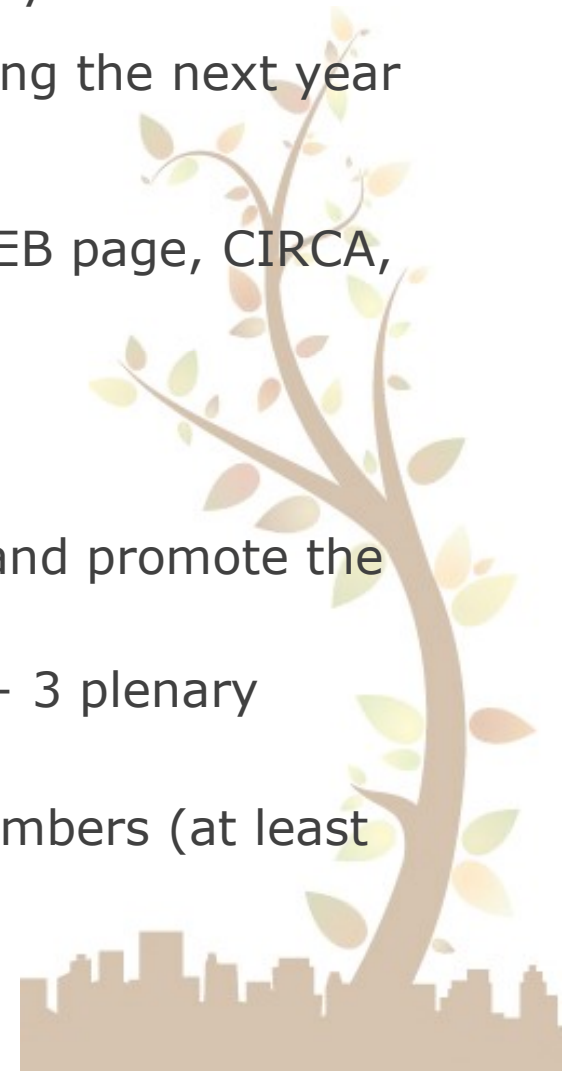 ng the next year
EB page, CIRCA,
and promote the
- 3 plenary
mbers (at least